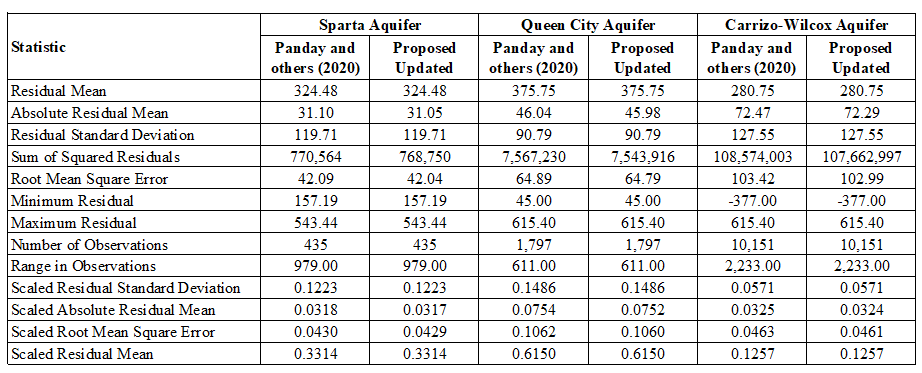 Statistic Sparta Aquifer Queen City Aquifer Carrizo-Wilcox Aquifer
Panday and others (2020) Proposed Updated Panday and others (2020) Proposed Updated Panday and others (2020) Proposed Updated
Residual Mean 324.48 324.48 375.75 375.75 280.75 280.75
Absolute Residual Mean 31.10 31.05 46.04 45.98 72.47 72.29
Residual Standard Deviation 119.71 119.71 90.79 90.79 127.55 127.55
Sum of Squared Residuals 770,564 768,750 7,567,230 7,543,916 108,574,003 107,662,997
Root Mean Square Error 42.09 42.04 64.89 64.79 103.42 102.99
Minimum Residual 157.19 157.19 45.00 45.00 -377.00 -377.00
Maximum Residual 543.44 543.44 615.40 615.40 615.40 615.40
Number of Observations 435 435 1,797 1,797 10,151 10,151
Range in Observations 979.00 979.00 611.00 611.00 2,233.00 2,233.00
Scaled Residual Standard Deviation 0.1223 0.1223 0.1486 0.1486 0.0571 0.0571
Scaled Absolute Residual Mean 0.0318 0.0317 0.0754 0.0752 0.0325 0.0324
Scaled Root Mean Square Error 0.0430 0.0429 0.1062 0.1060 0.0463 0.0461
Scaled Residual Mean 0.3314 0.3314 0.6150 0.6150 0.1257 0.1257